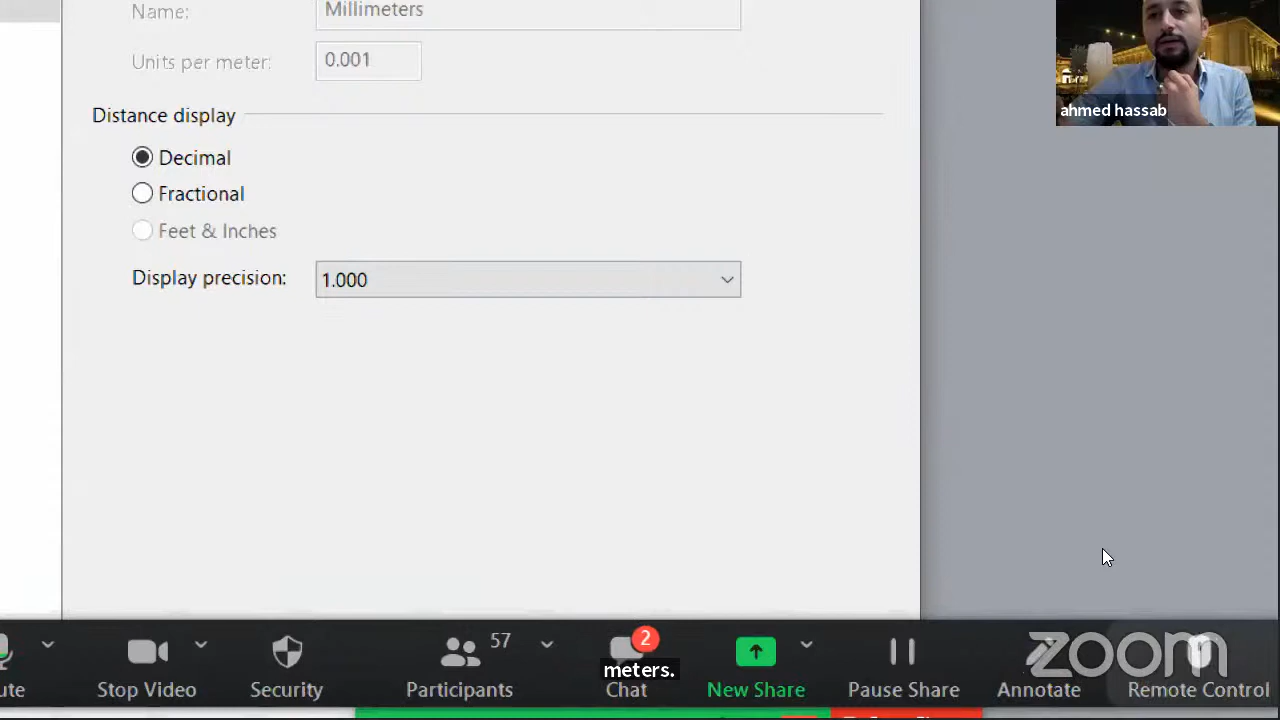 Name: Millimeters
Units per meter: 0.001
Distance display
Decimal
Fractional
Feet & Inches
Display precision: 1.000
ahmed hassab
57
2
meters.
Stop Video
Security
Participants
Chat
New Share
Pause Share
Annotate
Remote Control
zoom